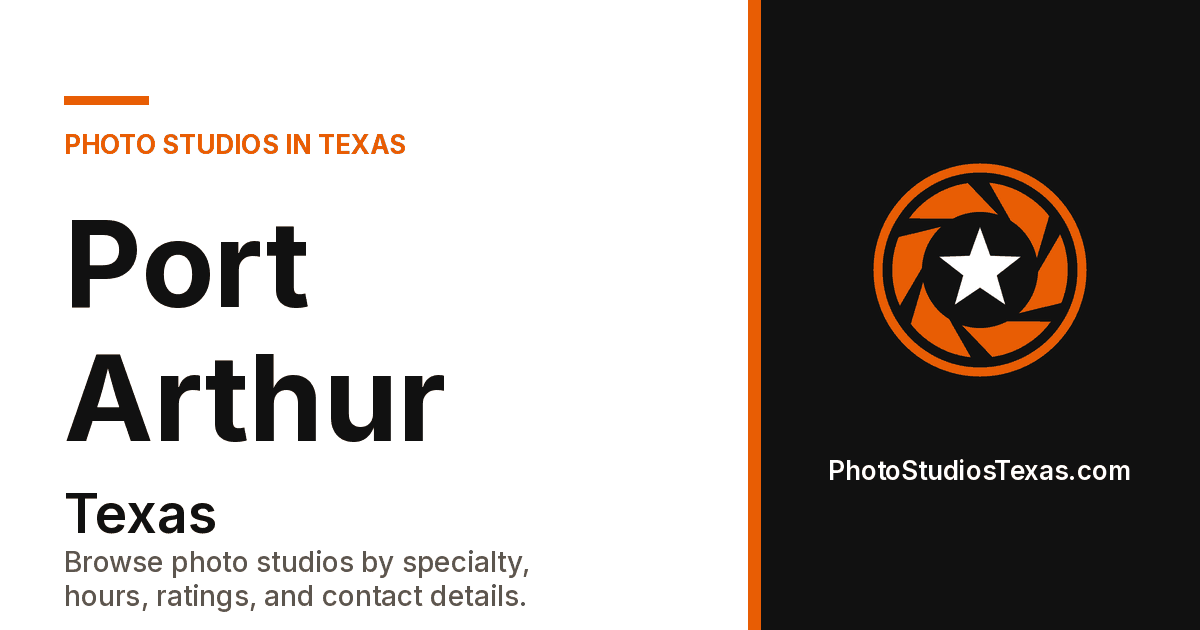 PHOTO STUDIOS IN TEXAS
Port
Arthur
Texas
Browse photo studios by specialty,
hours, ratings, and contact details.
PhotoStudiosTexas.com